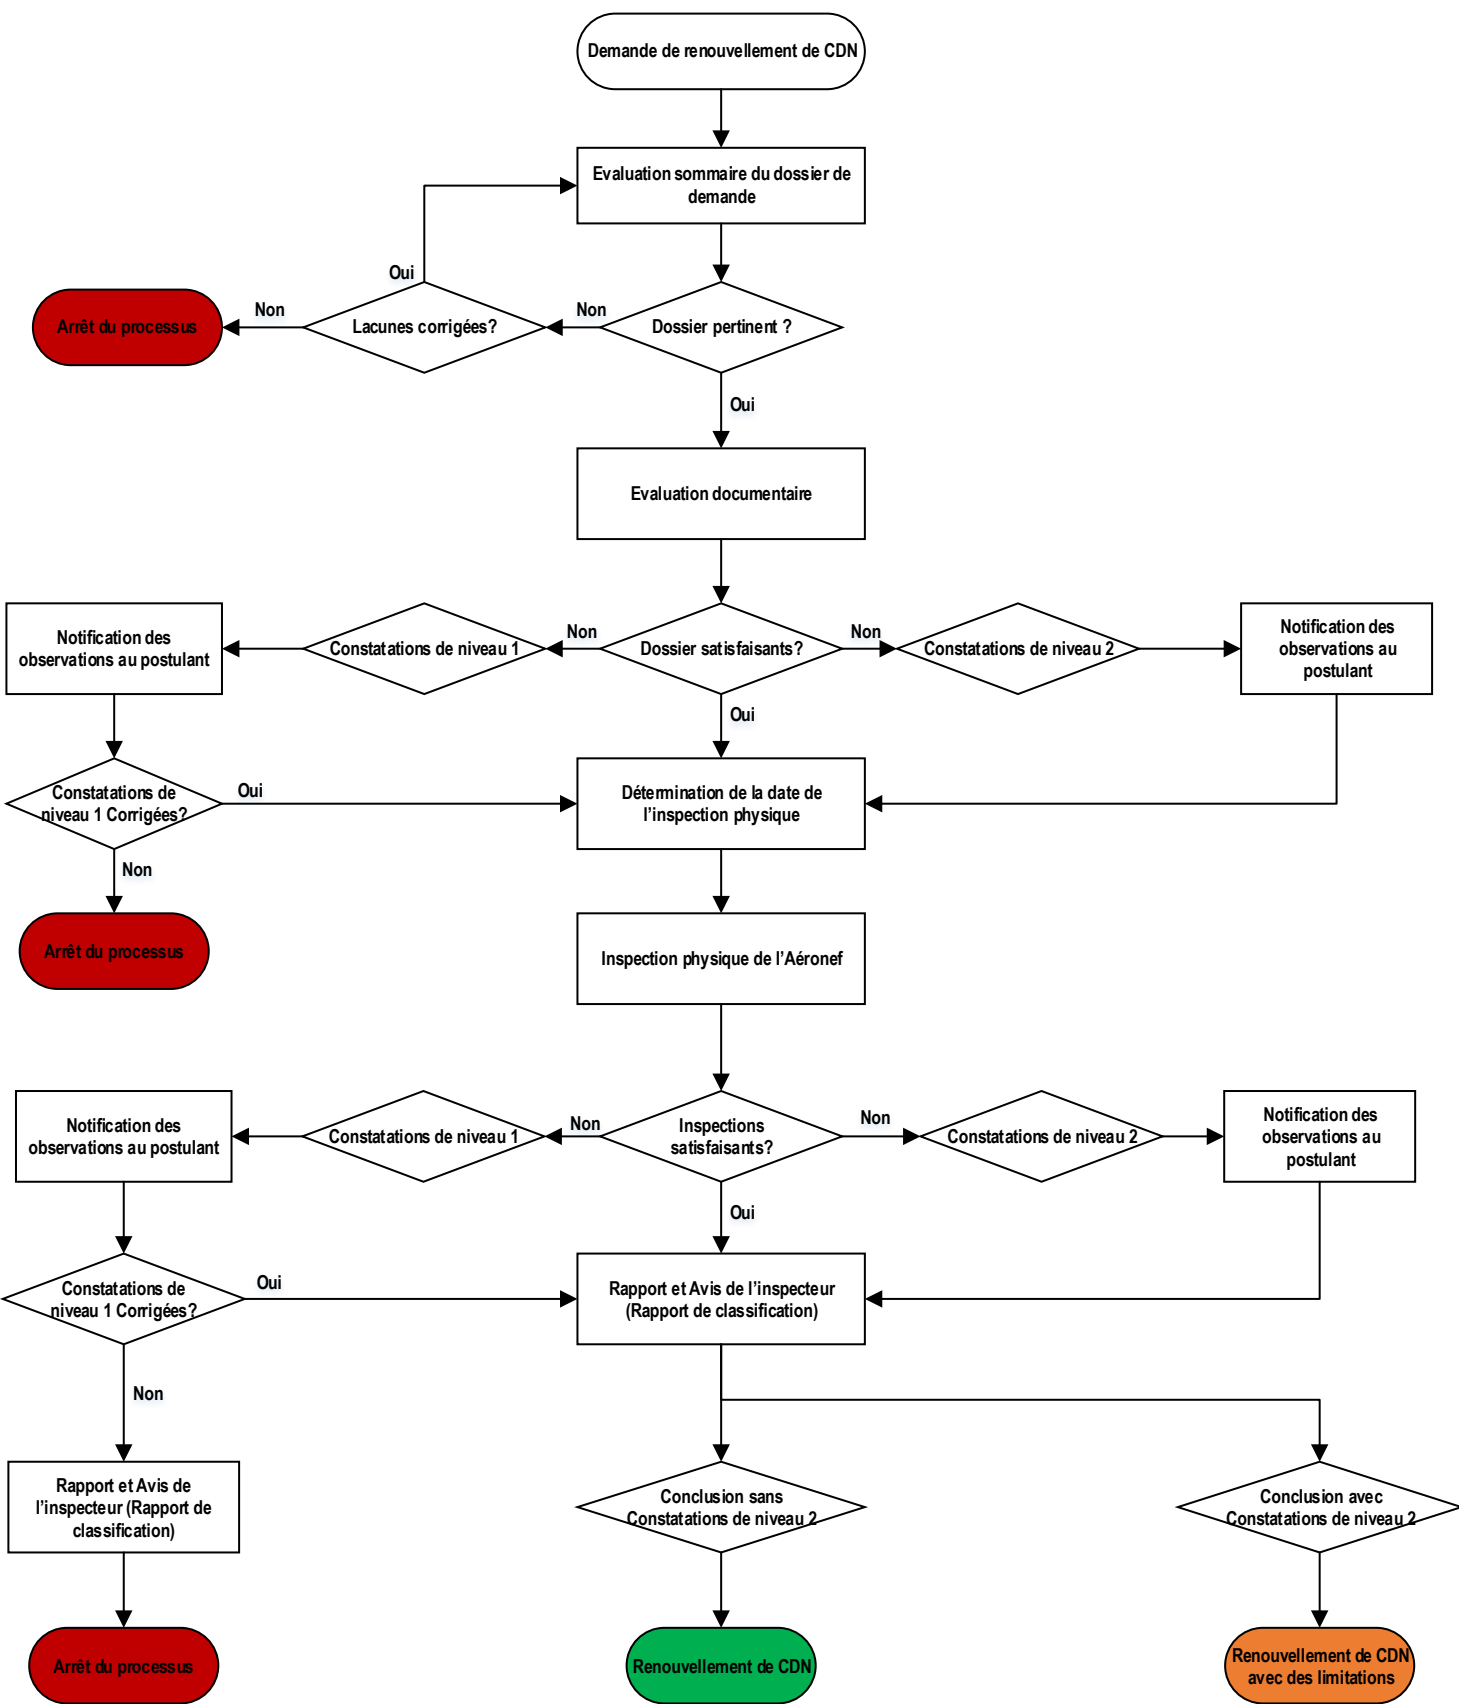 Demande de renouvellement de CDN
Evaluation sommaire du dossier de
demande
Oui
Non
Non
Arrêt du processus
Lacunes corrigées?
Dossier pertinent ?
Oui
Evaluation documentaire
Notification des
observations au postulant
Constatations de niveau 1
Non
Dossier satisfaisants?
Non
Constatations de niveau 2
Notification des
observations au
postulant
Oui
Constatations de
niveau 1 Corrigées?
Oui
Détermination de la date de
l'inspection physique
Non
Arrêt du processus
Inspection physique de l'Aéronef
Notification des
observations au postulant
Constatations de niveau 1
Non
Inspections
satisfaisants?
Non
Constatations de niveau 2
Notification des
observations au
postulant
Oui
Constatations de
niveau 1 Corrigées?
Oui
Rapport et Avis de l'inspecteur
(Rapport de classification)
Non
Rapport et Avis de
l'inspecteur (Rapport de
classification)
Conclusion sans
Constatations de niveau 2
Conclusion avec
Constatations de niveau 2
Arrêt du processus
Renouvellement de CDN
Renouvellement de CDN
avec des limitations